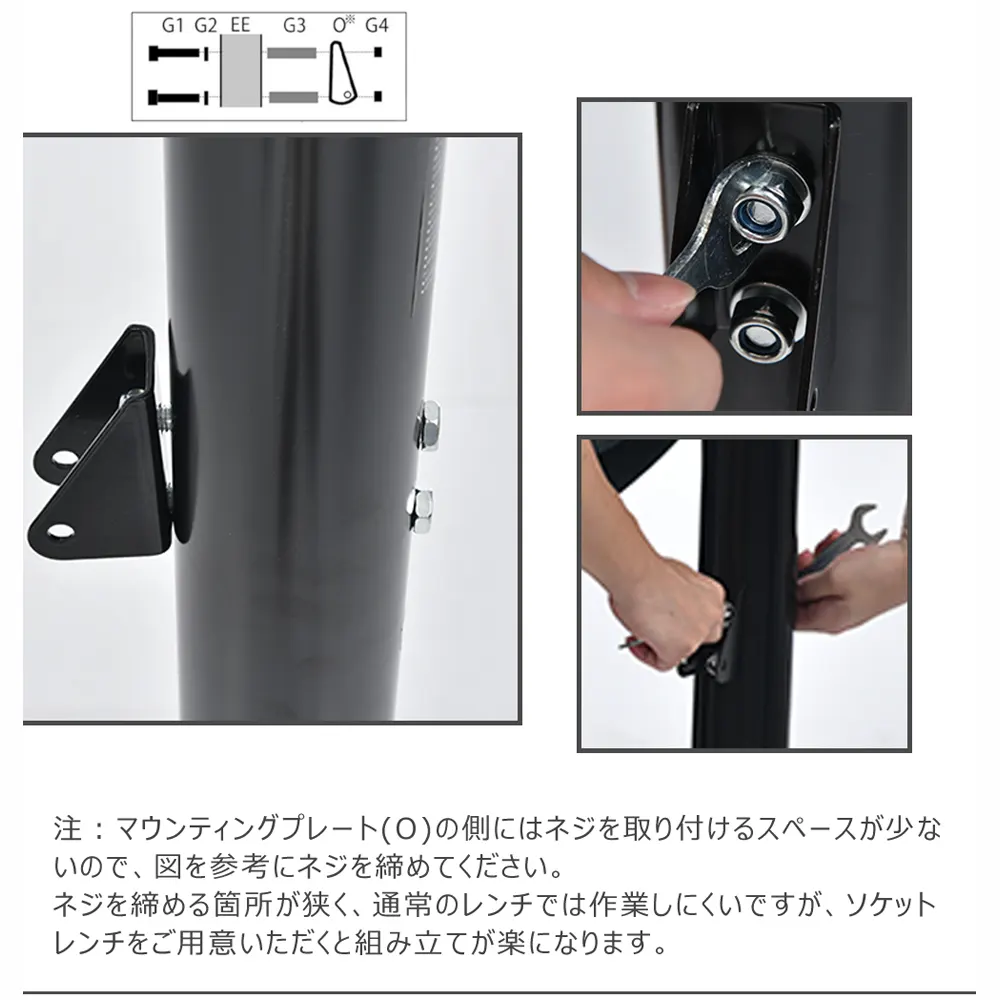 G1 G2 EE G3 O※ G4
注：マウンティングプレート(O)の側にはネジを取り付けるスペースが少な
いので、図を参考にネジを締めてください。
ネジを締める箇所が狭く、通常のレンチでは作業しにくいですが、ソケット
レンチをご用意いただくと組み立てが楽になります。